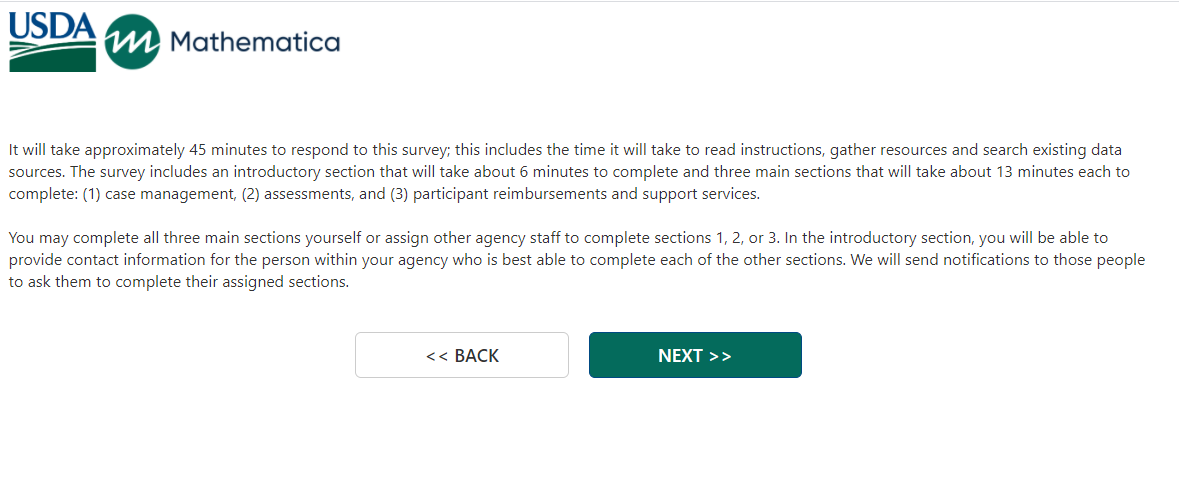 USDA
m Mathematica
It will take approximately 45 minutes to respond to this survey; this includes the time it will take to read instructions, gather resources and search existing data
sources. The survey includes an introductory section that will take about 6 minutes to complete and three main sections that will take about 13 minutes each to
complete: (1) case management, (2) assessments, and (3) participant reimbursements and support services.
You may complete all three main sections yourself or assign other agency staff to complete sections 1, 2, or 3. In the introductory section, you will be able to
provide contact information for the person within your agency who is best able to complete each of the other sections. We will send notifications to those people
to ask them to complete their assigned sections.
<< BACK
NEXT >>